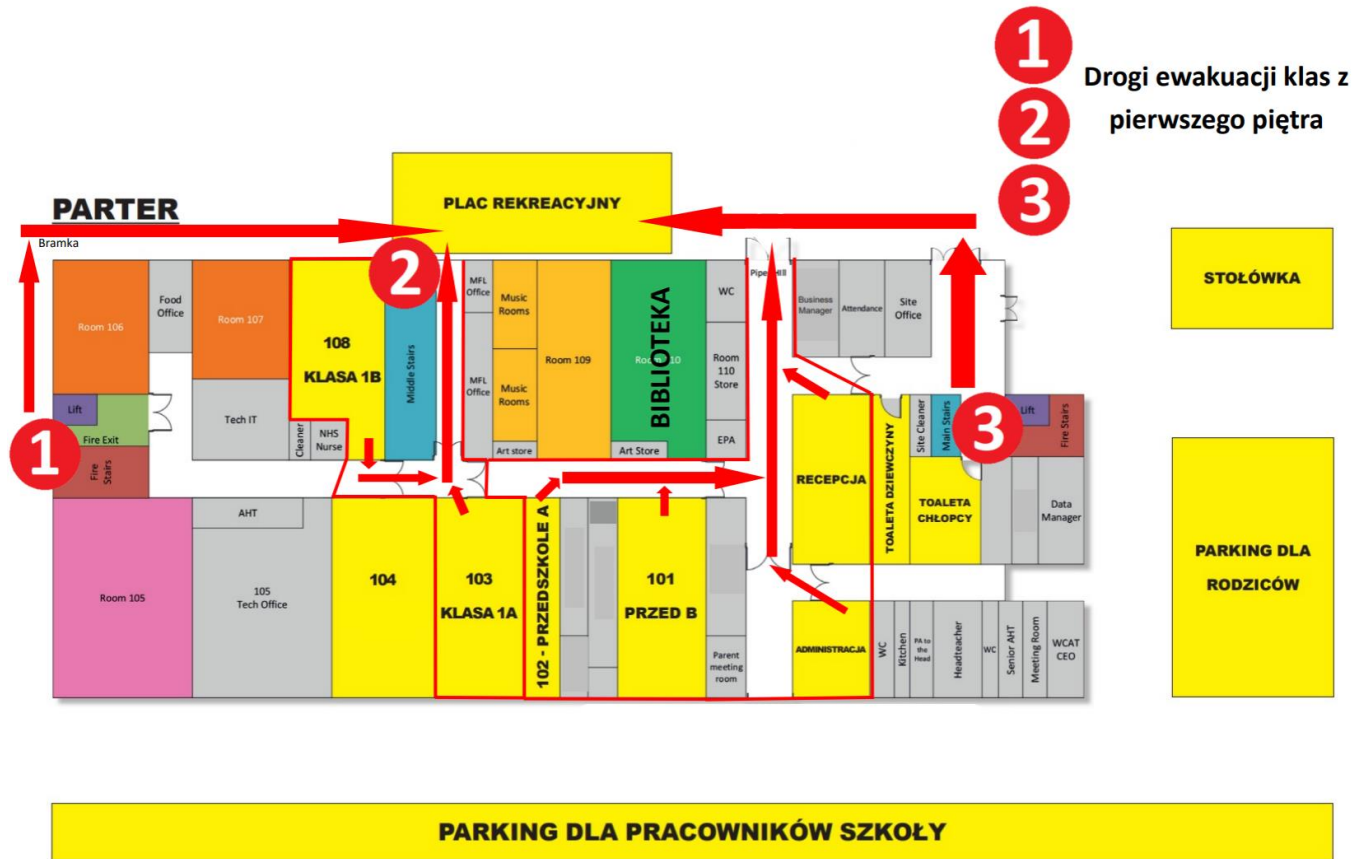 1
2
3
Drogi ewakuacji klas z
pierwszego piętra
PARTER
Bramka
PLAC REKREACYJNY
STOŁÓWKA
Room 106
Food
Office
Room 107
108
KLASA 1B
2
Middle Stairs
MFL
Office
MFL
Office
Music
Rooms
Music
Rooms
Art store
Room 109
BIBLIOTEKA
Art Store
WC
Room
110
Store
EPA
Business
Manager
Attendance
Site
Office
Lift
Fire Exit
1
Fire
Stairs
Tech IT
Cleaner
NHS
Nurse
RECEPCJA
TOALETA DZIEWCZYNY
Site Cleaner
Main Stairs
3
Lift
Fire Stairs
TOALETA
CHŁOPCY
Data
Manager
PARKING DLA
RODZICÓW
Room 105
AHT
105
Tech Office
104
103
KLASA 1A
102 - PRZEDSZKOLE A
101
PRZED B
Parent
meeting
room
ADMINISTRACJA
WC
Kitchen
PA to
the
Head
Headteacher
WC
Senior AHT
Meeting Room
WCAT
CEO
PARKING DLA PRACOWNIKÓW SZKOŁY